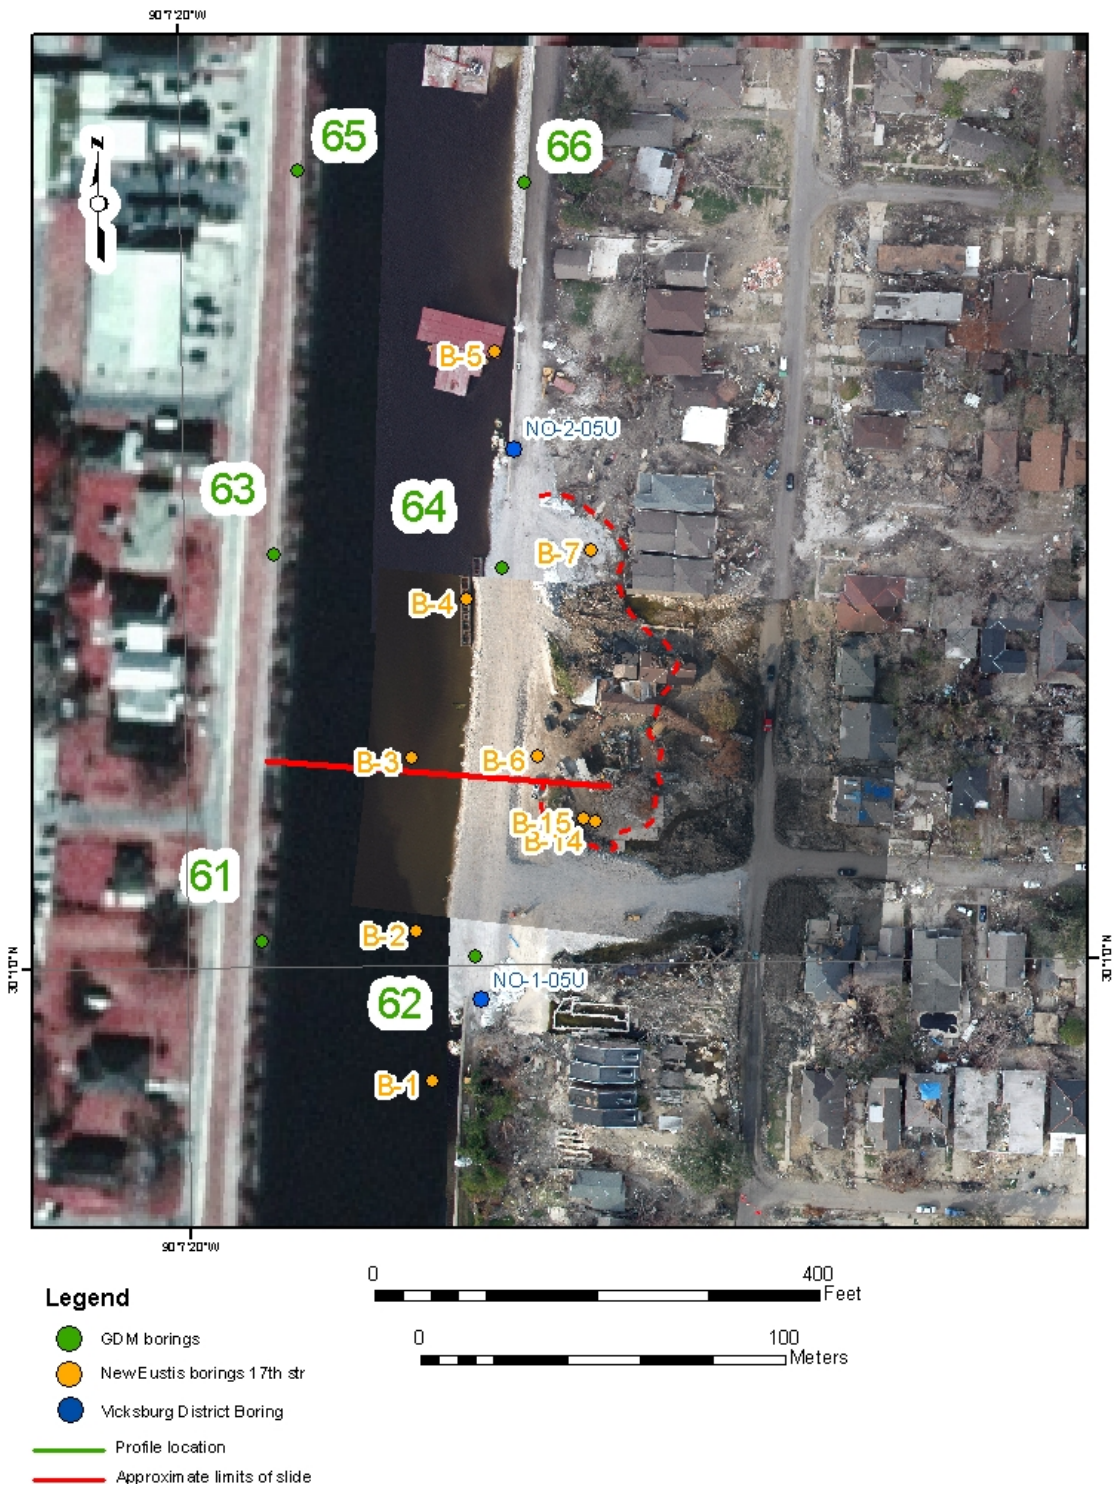 90°7'20"W
65
66
N
B-5
NO-2-05U
63
64
B-7
B-4
B-3
B-6
B-15
B-14
61
B-2
30°1'0"N
30°1'0"N
NO-1-05U
62
B-1
90°7'20"W
0 400
Feet
Legend
0 100
Meters
GDM borings
NewEustis borings 17th str
Vicksburg District Boring
Profile location
Approximate limits of slide